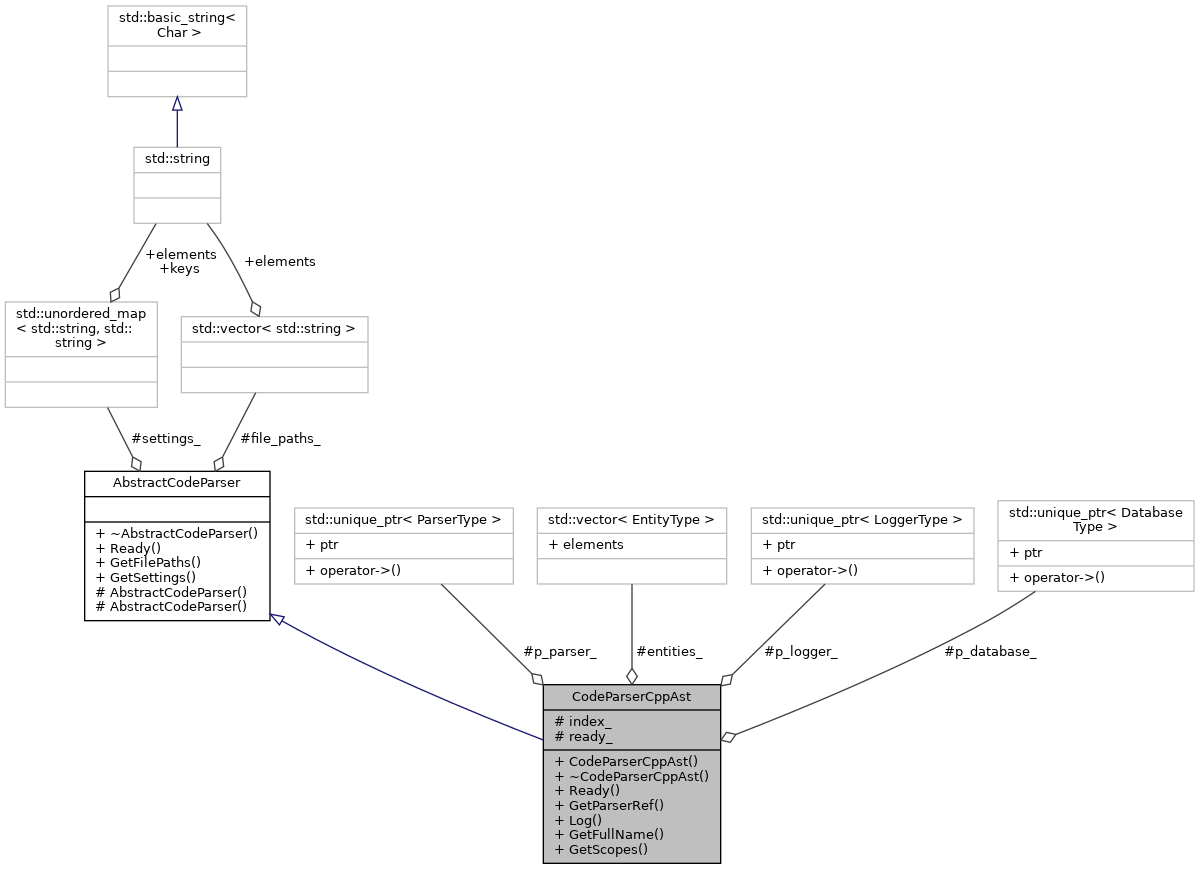 std::basic_string<
Char >
std::string
+elements
+keys
+elements
std::unordered_map
< std::string, std::
string >
std::vector< std::string >
#settings_
#file_paths_
AbstractCodeParser
+ ~AbstractCodeParser()
+ Ready()
+ GetFilePaths()
+ GetSettings()
# AbstractCodeParser()
# AbstractCodeParser()
std::unique_ptr< ParserType >
+ ptr
+ operator->()
std::vector< EntityType >
+ elements
std::unique_ptr< LoggerType >
+ ptr
+ operator->()
std::unique_ptr< Database
Type >
+ ptr
+ operator->()
#p_parser_
#entities_
#p_logger_
#p_database_
CodeParserCppAst
# index_
# ready_
+ CodeParserCppAst()
+ ~CodeParserCppAst()
+ Ready()
+ GetParserRef()
+ Log()
+ GetFullName()
+ GetScopes()